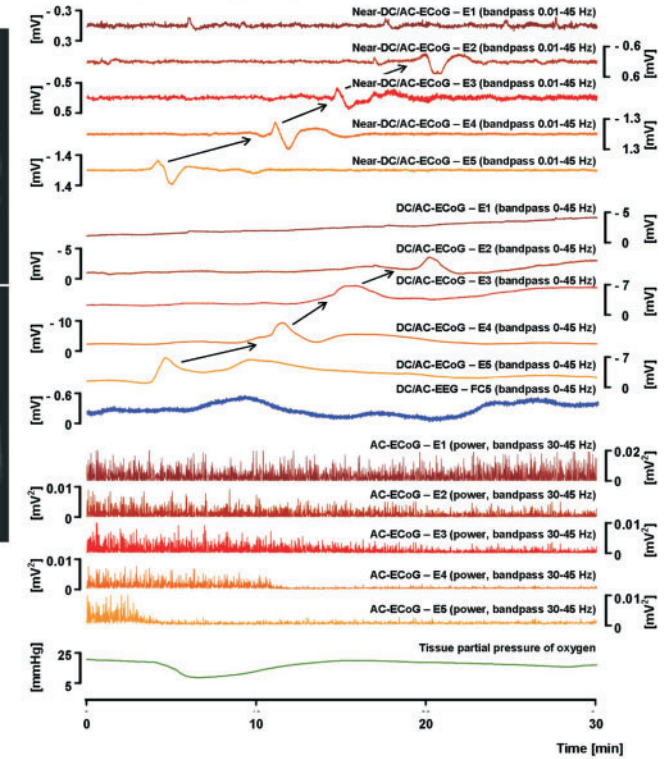 - 0.3
[mV]
0.3
Near-DC/AC-ECoG – E1 (bandpass 0.01-45 Hz)
Near-DC/AC-ECoG – E2 (bandpass 0.01-45 Hz)
- 0.6
[mV]
0.6
-0.5
[mV]
0.5
Near-DC/AC-ECoG – E3 (bandpass 0.01-45 Hz)
Near-DC/AC-ECoG – E4 (bandpass 0.01-45 Hz)
- 1.3
[mV]
1.3
- 1.4
[mV]
1.4
Near-DC/AC-ECoG – E5 (bandpass 0.01-45 Hz)
DC/AC-ECoG – E1 (bandpass 0-45 Hz)
- 5
[mV]
0
-5
[mV]
0
DC/AC-ECoG – E2 (bandpass 0-45 Hz)
DC/AC-ECoG – E3 (bandpass 0-45 Hz)
- 7
[mV]
0
- 10
[mV]
0
DC/AC-ECoG – E4 (bandpass 0-45 Hz)
DC/AC-ECoG – E5 (bandpass 0-45 Hz)
- 7
[mV]
0
DC/AC-EEG – FC5 (bandpass 0-45 Hz)
- 0.6
[mV]
0
AC-ECoG – E1 (power, bandpass 30-45 Hz)
0.02
[mV²]
0
0.01
[mV²]
0
AC-ECoG – E2 (power, bandpass 30-45 Hz)
AC-ECoG – E3 (power, bandpass 30-45 Hz)
0.01
[mV²]
0
0.01
[mV²]
0
AC-ECoG – E4 (power, bandpass 30-45 Hz)
AC-ECoG – E5 (power, bandpass 30-45 Hz)
0.01
[mV²]
0
Tissue partial pressure of oxygen
25
[mmHg]
5
0 10 20 30
Time [min]